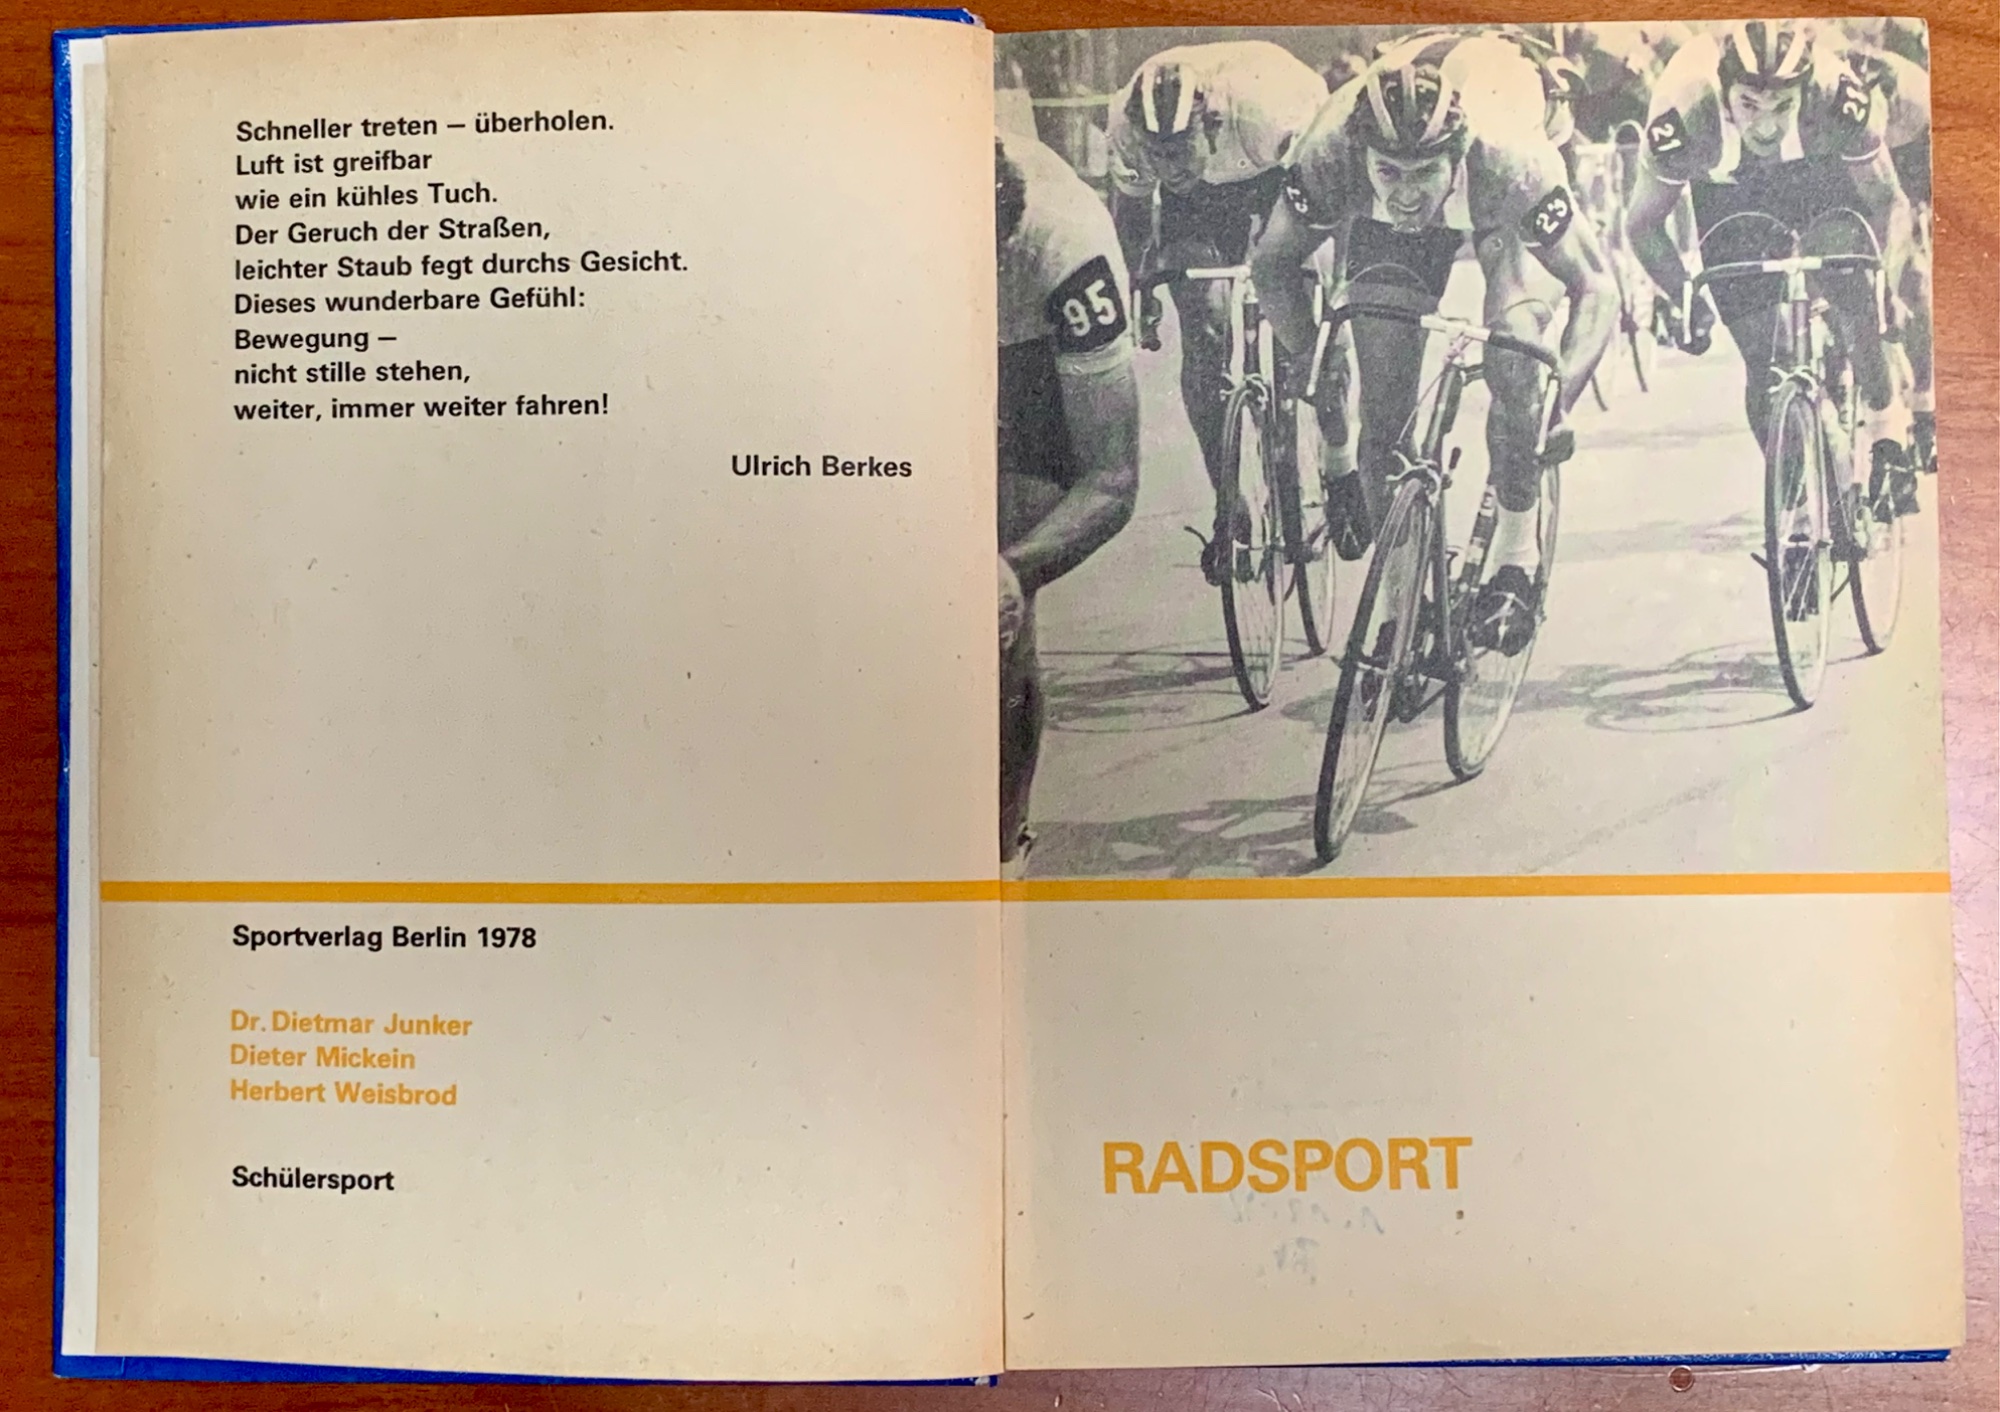 Schneller treten – überholen.
Luft ist greifbar
wie ein kühles Tuch.
Der Geruch der Straßen,
leichter Staub fegt durchs Gesicht.
Dieses wunderbare Gefühl:
Bewegung –
nicht stille stehen,
weiter, immer weiter fahren!
Ulrich Berkes
Sportverlag Berlin 1978
Dr. Dietmar Junker
Dieter Mickein
Herbert Weisbrod
Schülersport
95
23
21
RADSPORT